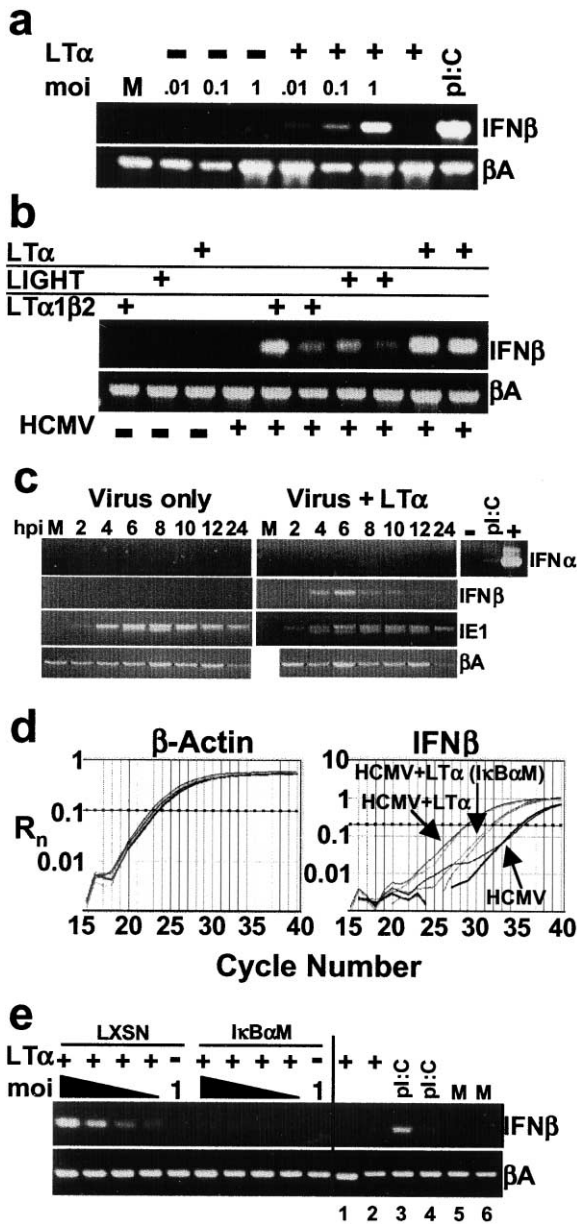 a
LTα - - - + + + +
moi M .01 0.1 1 .01 0.1 1 pI:C
IFNβ
βA
b
LTα + + +
LIGHT + + +
LTα1β2 + + +
IFNβ
βA
HCMV - - - + + + + + + +
c
Virus only Virus + LTα
hpi M 2 4 6 8 10 12 24 M 2 4 6 8 10 12 24 - pI:C +
IFNα
IFNβ
IE1
βA
d
β-Actin IFNβ
1 10
0.1 1
0.1
0.01 0.01
Rn
HCMV+LTα (IκBαM)
HCMV+LTα
HCMV
15 20 25 30 35 40 15 20 25 30 35 40
Cycle Number
e
LXSN IκBαM
LTα + + + + - + + + + - + + pI:C pI:C M M
moi 1 1
IFNβ
βA
1 2 3 4 5 6